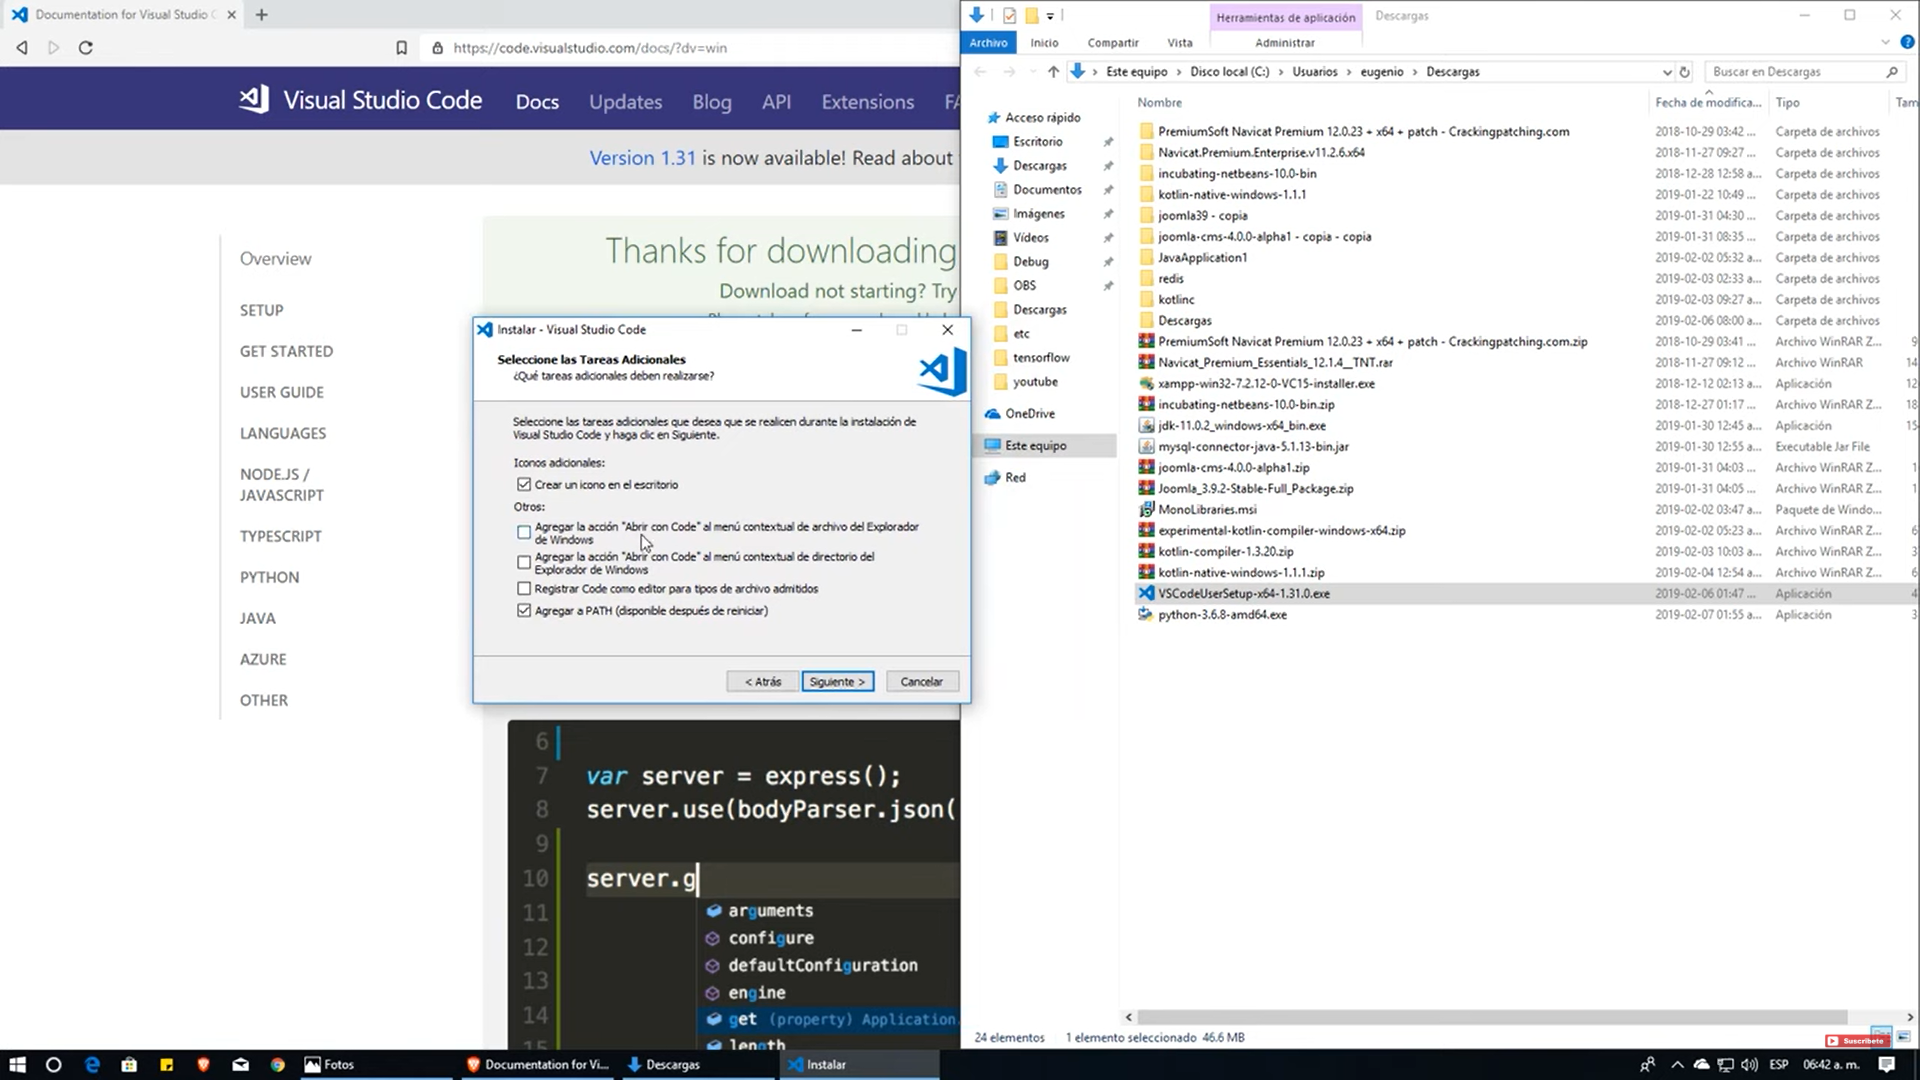 Documentation for Visual Studio C
https://code.visualstudio.com/docs/?dv=win
Visual Studio Code
Docs
Updates
Blog
API
Extensions
FA
Version 1.31 is now available! Read about
Overview
SETUP
GET STARTED
USER GUIDE
LANGUAGES
NODE.JS /
JAVASCRIPT
TYPESCRIPT
PYTHON
JAVA
AZURE
OTHER
Thanks for downloading
Download not starting? Try
Instalar - Visual Studio Code
Seleccione las Tareas Adicionales
¿Qué tareas adicionales deben realizarse?
Seleccione las tareas adicionales que desea que se realicen durante la instalación de
Visual Studio Code y haga clic en Siguiente.
Iconos adicionales:
Crear un icono en el escritorio
Otros:
Agregar la acción "Abrir con Code" al menú contextual de archivo del Explorador
de Windows
Agregar la acción "Abrir con Code" al menú contextual de directorio del
Explorador de Windows
Registrar Code como editor para tipos de archivo admitidos
Agregar a PATH (disponible después de reiniciar)
< Atrás
Siguiente >
Cancelar
6
7 var server = express();
8 server.use(bodyParser.json(
9
10 server.g
11 arguments
12 configure
13 defaultConfiguration
engine
14 get (property) Application.
15 length
Herramientas de aplicación
Descargas
Archivo
Inicio
Compartir
Vista
Administrar
Este equipo > Disco local (C:) > Usuarios > eugenio > Descargas
Buscar en Descargas
Acceso rápido
Escritorio
Descargas
Documentos
Imágenes
Vídeos
Debug
OBS
Descargas
etc
tensorflow
youtube
OneDrive
Este equipo
Red
Nombre Fecha de modifica... Tipo Tam
PremiumSoft Navicat Premium 12.0.23 + x64 + patch - Crackingpatching.com 2018-10-29 03:42 ... Carpeta de archivos
Navicat.Premium.Enterprise.v11.2.6.x64 2018-11-27 09:27 ... Carpeta de archivos
incubating-netbeans-10.0-bin 2018-12-28 12:58 a... Carpeta de archivos
kotlin-native-windows-1.1.1 2019-01-22 10:49 ... Carpeta de archivos
joomla39 - copia 2019-01-31 04:30 ... Carpeta de archivos
joomla-cms-4.0.0-alpha1 - copia - copia 2019-01-31 08:35 ... Carpeta de archivos
JavaApplication1 2019-02-02 05:32 ... Carpeta de archivos
redis 2019-02-03 02:33 a... Carpeta de archivos
kotlinc 2019-02-03 09:27 a... Carpeta de archivos
Descargas 2019-02-06 08:00 a... Carpeta de archivos
PremiumSoft Navicat Premium 12.0.23 + x64 + patch - Crackingpatching.com.zip 2018-10-29 03:41 ... Archivo WinRAR Z... 9
Navicat_Premium_Essentials_12.1.4__TNT.rar 2018-11-27 09:12 ... Archivo WinRAR 14
xampp-win32-7.2.12-0-VC15-installer.exe 2018-12-12 02:13 a... Aplicación 12
incubating-netbeans-10.0-bin.zip 2018-12-27 01:17 ... Archivo WinRAR Z... 18
jdk-11.0.2_windows-x64_bin.exe 2019-01-30 12:45 a... Aplicación 15
mysql-connector-java-5.1.13-bin.jar 2019-01-30 12:55 a... Executable Jar File
joomla-cms-4.0.0-alpha1.zip 2019-01-31 04:03 ... Archivo WinRAR Z... 1
Joomla_3.9.2-Stable-Full_Package.zip 2019-01-31 04:05 ... Archivo WinRAR Z... 1
MonoLibraries.msi 2019-02-02 03:47 a... Paquete de Windo...
experimental-kotlin-compiler-windows-x64.zip 2019-02-02 05:23 a... Archivo WinRAR Z... 6
kotlin-compiler-1.3.20.zip 2019-02-03 10:03 a... Archivo WinRAR Z... 3
kotlin-native-windows-1.1.1.zip 2019-02-04 12:54 a... Archivo WinRAR Z... 6
VSCodeUserSetup-x64-1.31.0.exe 2019-02-06 01:47 ... Aplicación 4
python-3.6.8-amd64.exe 2019-02-07 01:55 a... Aplicación 3
24 elementos
1 elemento seleccionado 46.6 MB
Suscríbete
Fotos
Documentation for Vi...
Descargas
Instalar
ESP
06:42 a. m.